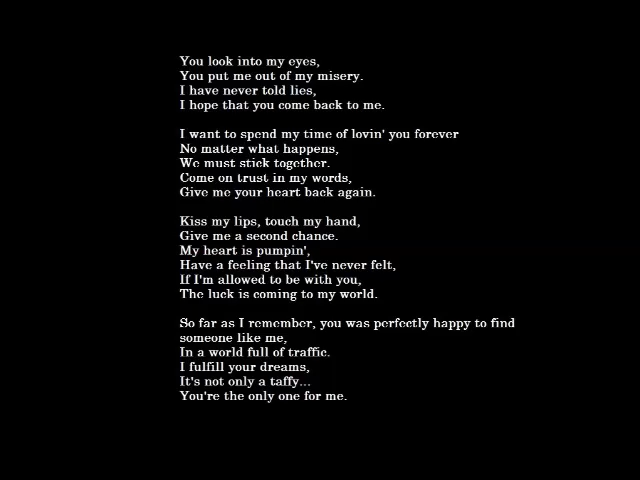 You look into my eyes,
You put me out of my misery.
I have never told lies,
I hope that you come back to me.
I want to spend my time of lovin' you forever
No matter what happens,
We must stick together.
Come on trust in my words,
Give me your heart back again.
Kiss my lips, touch my hand,
Give me a second chance.
My heart is pumpin',
Have a feeling that I've never felt,
If I'm allowed to be with you,
The luck is coming to my world.
So far as I remember, you was perfectly happy to find
someone like me,
In a world full of traffic.
I fulfill your dreams,
It's not only a taffy...
You're the only one for me.